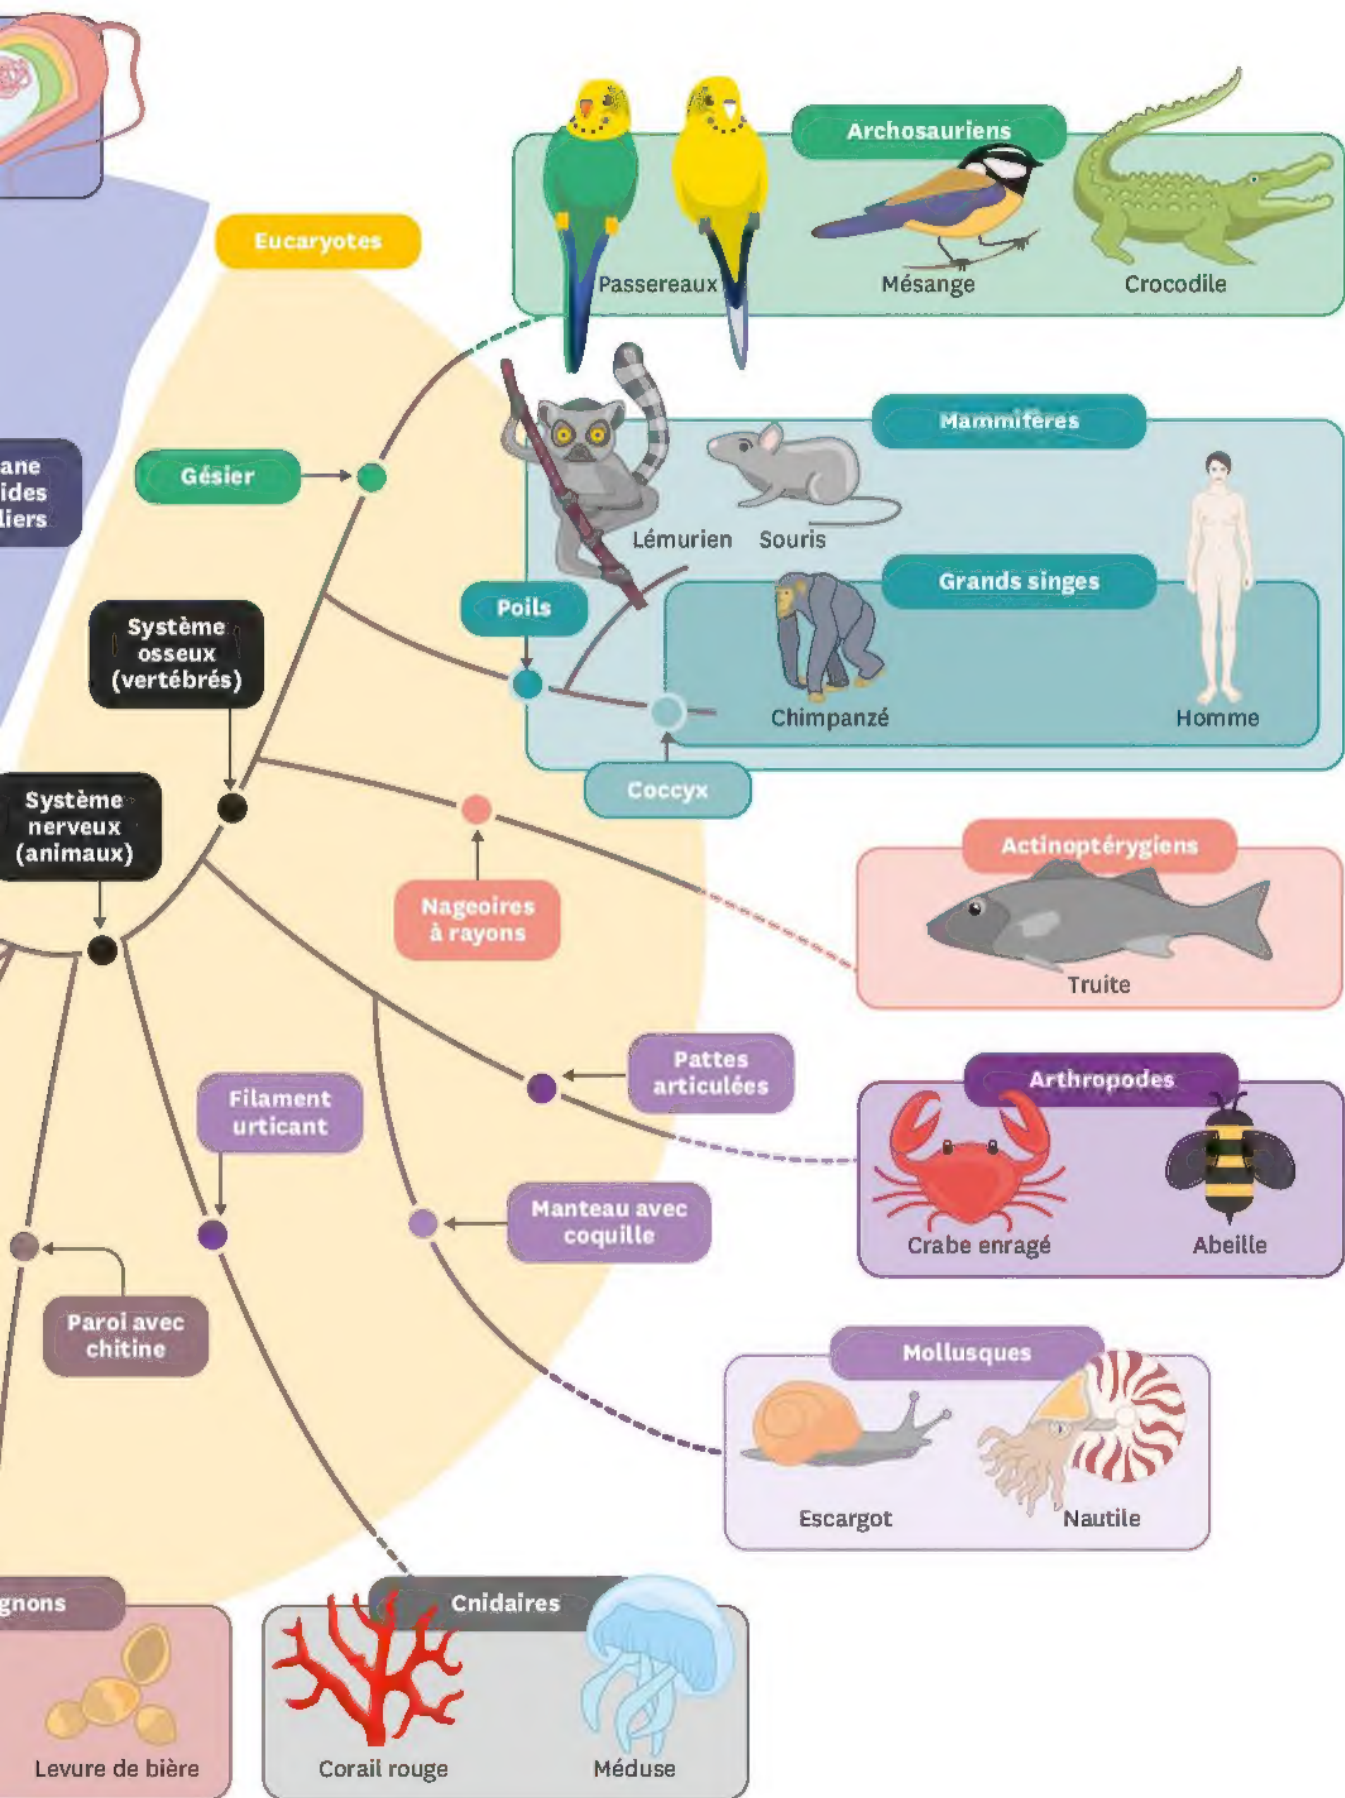 Archosauriens
Eucaryotes
Passereaux
Mésange
Crocodile
Mammifères
ane
ides
liers
Gésier
Lémurien
Souris
Grands singes
Poils
Système
osseux
(vertébrés)
Chimpanzé
Homme
Coccyx
Système
nerveux
(animaux)
Actinoptérygiens
Nageoires
à rayons
Truite
Pattes
articulées
Arthropodes
Filament
urticant
Manteau avec
coquille
Crabe enragé
Abeille
Paroi avec
chitine
Mollusques
Escargot
Nautile
gnons
Cnidaires
Levure de bière
Corail rouge
Méduse